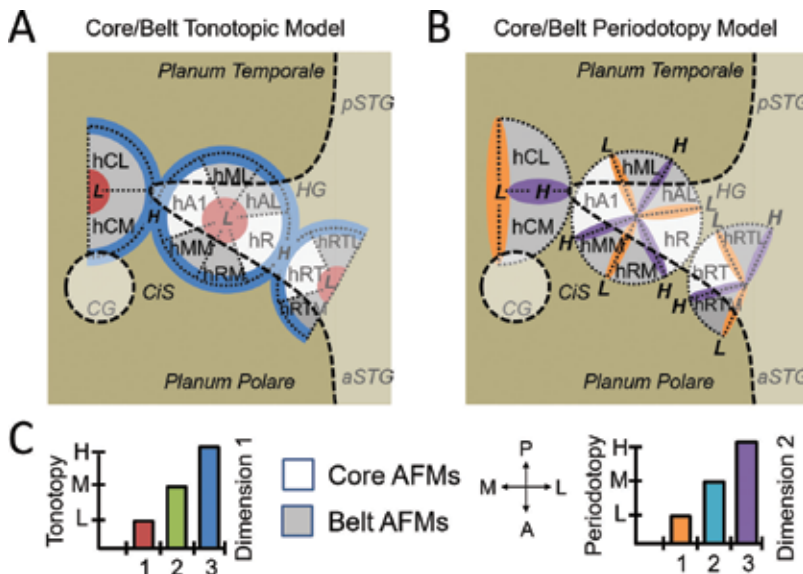 A
Core/Belt Tonotopic Model
Planum Temporale
pSTG
hCL
hML
HG
L
hA1
hAL
L
hCM
H
hR
hMM
H
hRTL
hRM
hRT
L
CiS
hRTM
CG
Planum Polare
aSTG
B
Core/Belt Periodotopy Model
Planum Temporale
pSTG
L
H
hCL
hML
HG
hA1
hAL
L
H
L
H
hCM
hR
hRTL
H
hMM
hRT
hRM
H
H
L
CiS
CG
L
Planum Polare
aSTG
C
Tonotopy
H
M
L
1 2 3
Dimension 1
Core AFMs
Belt AFMs
P
M L
A
Periodotopy
H
M
L
1 2 3
Dimension 2